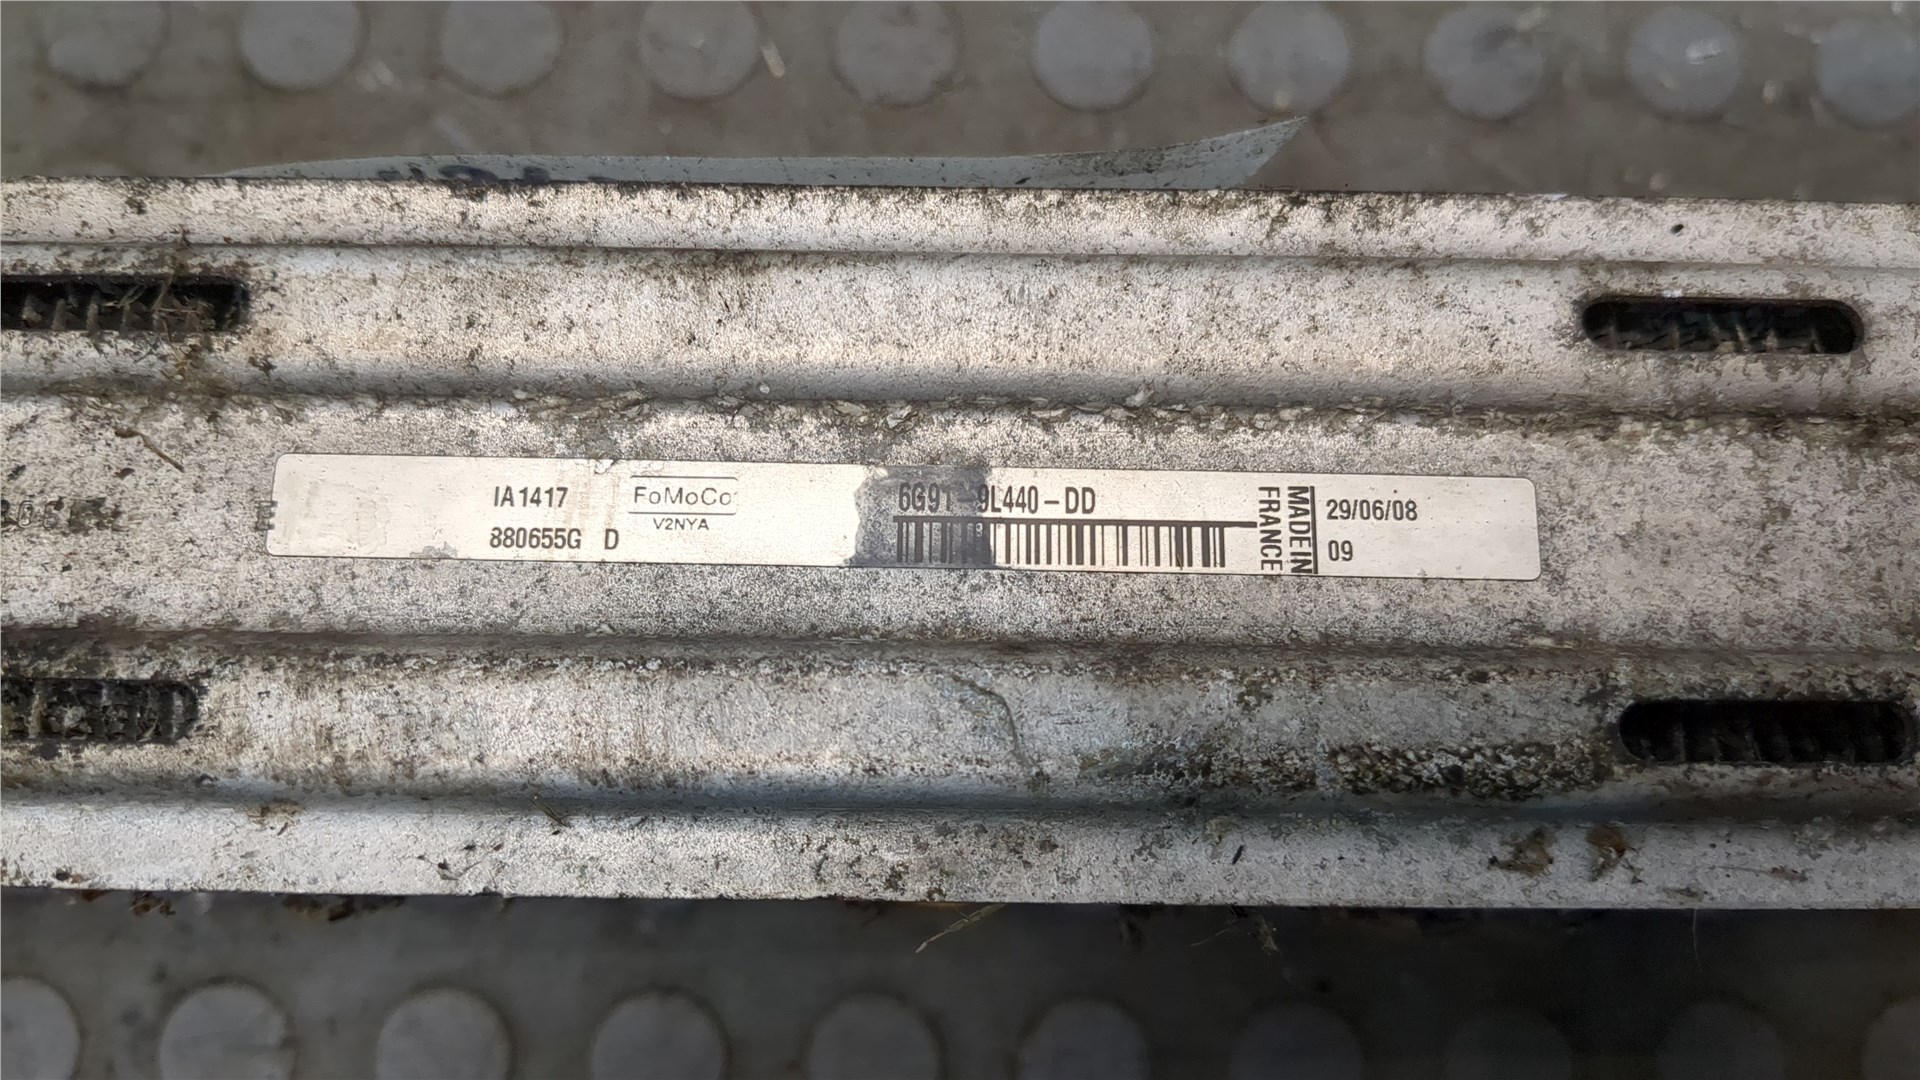 IA1417
880655G D
FoMoCo
V2NYA
6G91-9L440-DD
MADE IN
FRANCE
29/06/08
09
E